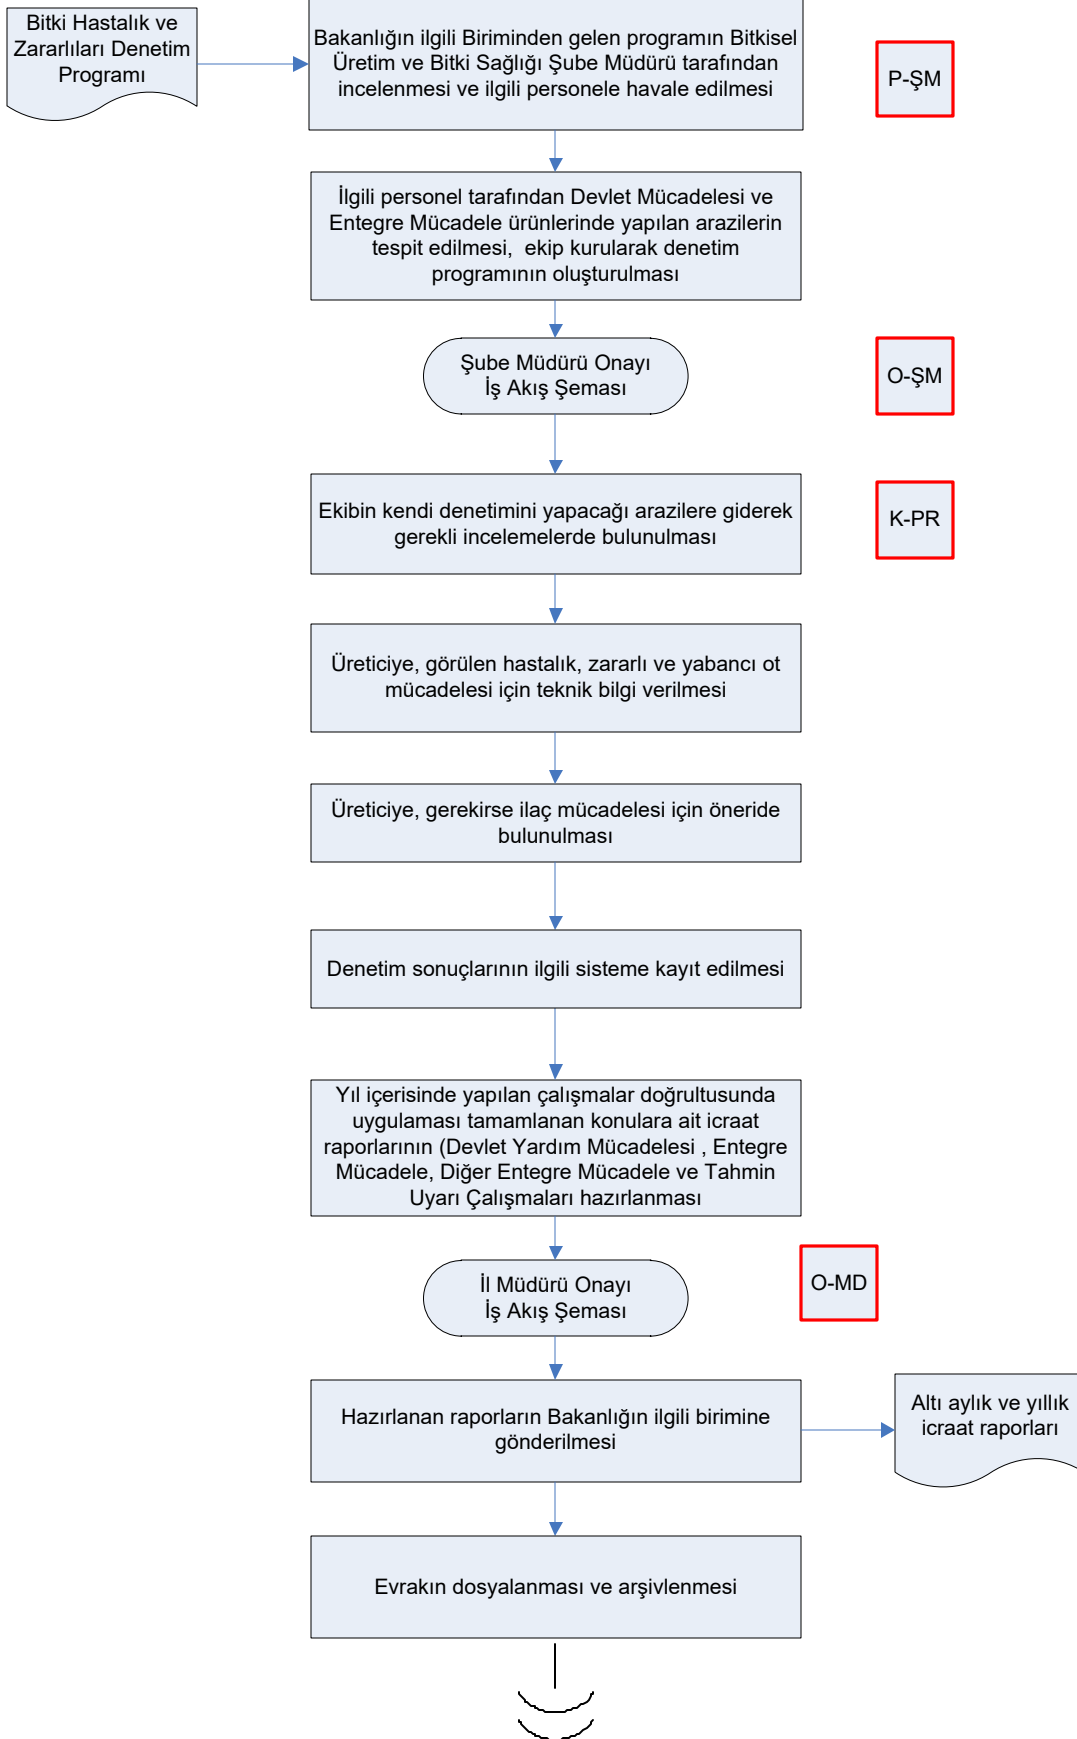 Bitki Hastalık ve
Zararlıları Denetim
Programı
Bakanlığın ilgili Biriminden gelen programın Bitkisel
Üretim ve Bitki Sağlığı Şube Müdürü tarafından
incelenmesi ve ilgili personele havale edilmesi
P-ŞM
İlgili personel tarafından Devlet Mücadelesi ve
Entegre Mücadele ürünlerinde yapılan arazilerin
tespit edilmesi,  ekip kurularak denetim
programının oluşturulması
Şube Müdürü Onayı
İş Akış Şeması
O-ŞM
Ekibin kendi denetimini yapacağı arazilere giderek
gerekli incelemelerde bulunulması
K-PR
Üreticiye, görülen hastalık, zararlı ve yabancı ot
mücadelesi için teknik bilgi verilmesi
Üreticiye, gerekirse ilaç mücadelesi için öneride
bulunulması
Denetim sonuçlarının ilgili sisteme kayıt edilmesi
Yıl içerisinde yapılan çalışmalar doğrultusunda
uygulaması tamamlanan konulara ait icraat
raporlarının (Devlet Yardım Mücadelesi , Entegre
Mücadele, Diğer Entegre Mücadele ve Tahmin
Uyarı Çalışmaları hazırlanması
İl Müdürü Onayı
İş Akış Şeması
O-MD
Hazırlanan raporların Bakanlığın ilgili birimine
gönderilmesi
Altı aylık ve yıllık
icraat raporları
Evrakın dosyalanması ve arşivlenmesi